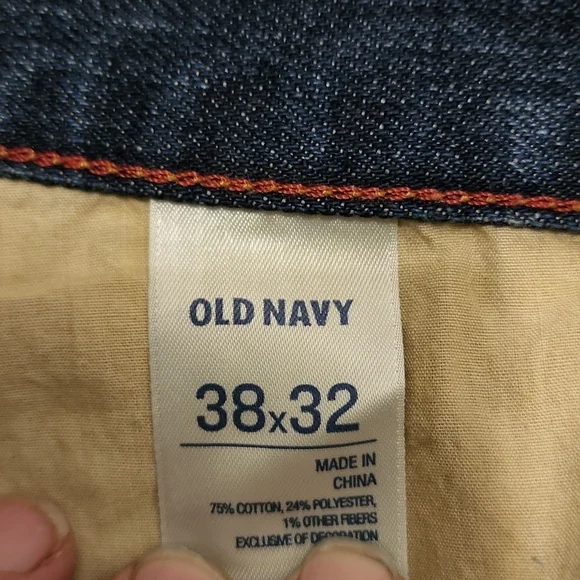 OLD NAVY
38x32
MADE IN
CHINA
75% COTTON, 24% POLYESTER,
1% OTHER FIBERS
EXCLUSIVE OF DECORATION